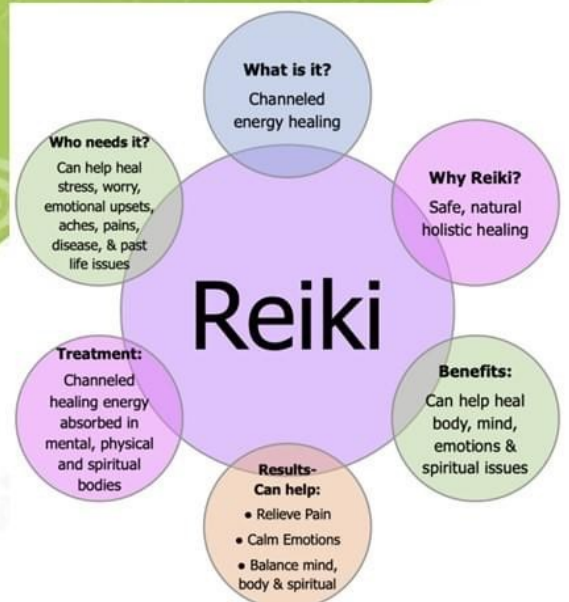 What is it?
Channeled
energy healing
Why Reiki?
Safe, natural
holistic healing
Benefits:
Can help heal
body, mind,
emotions &
spiritual issues
Results-
Can help:
• Relieve Pain
• Calm Emotions
• Balance mind,
body & spiritual
Treatment:
Channeled
healing energy
absorbed in
mental, physical
and spiritual
bodies
Who needs it?
Can help heal
stress, worry,
emotional upsets,
aches, pains,
disease, & past
life issues
Reiki